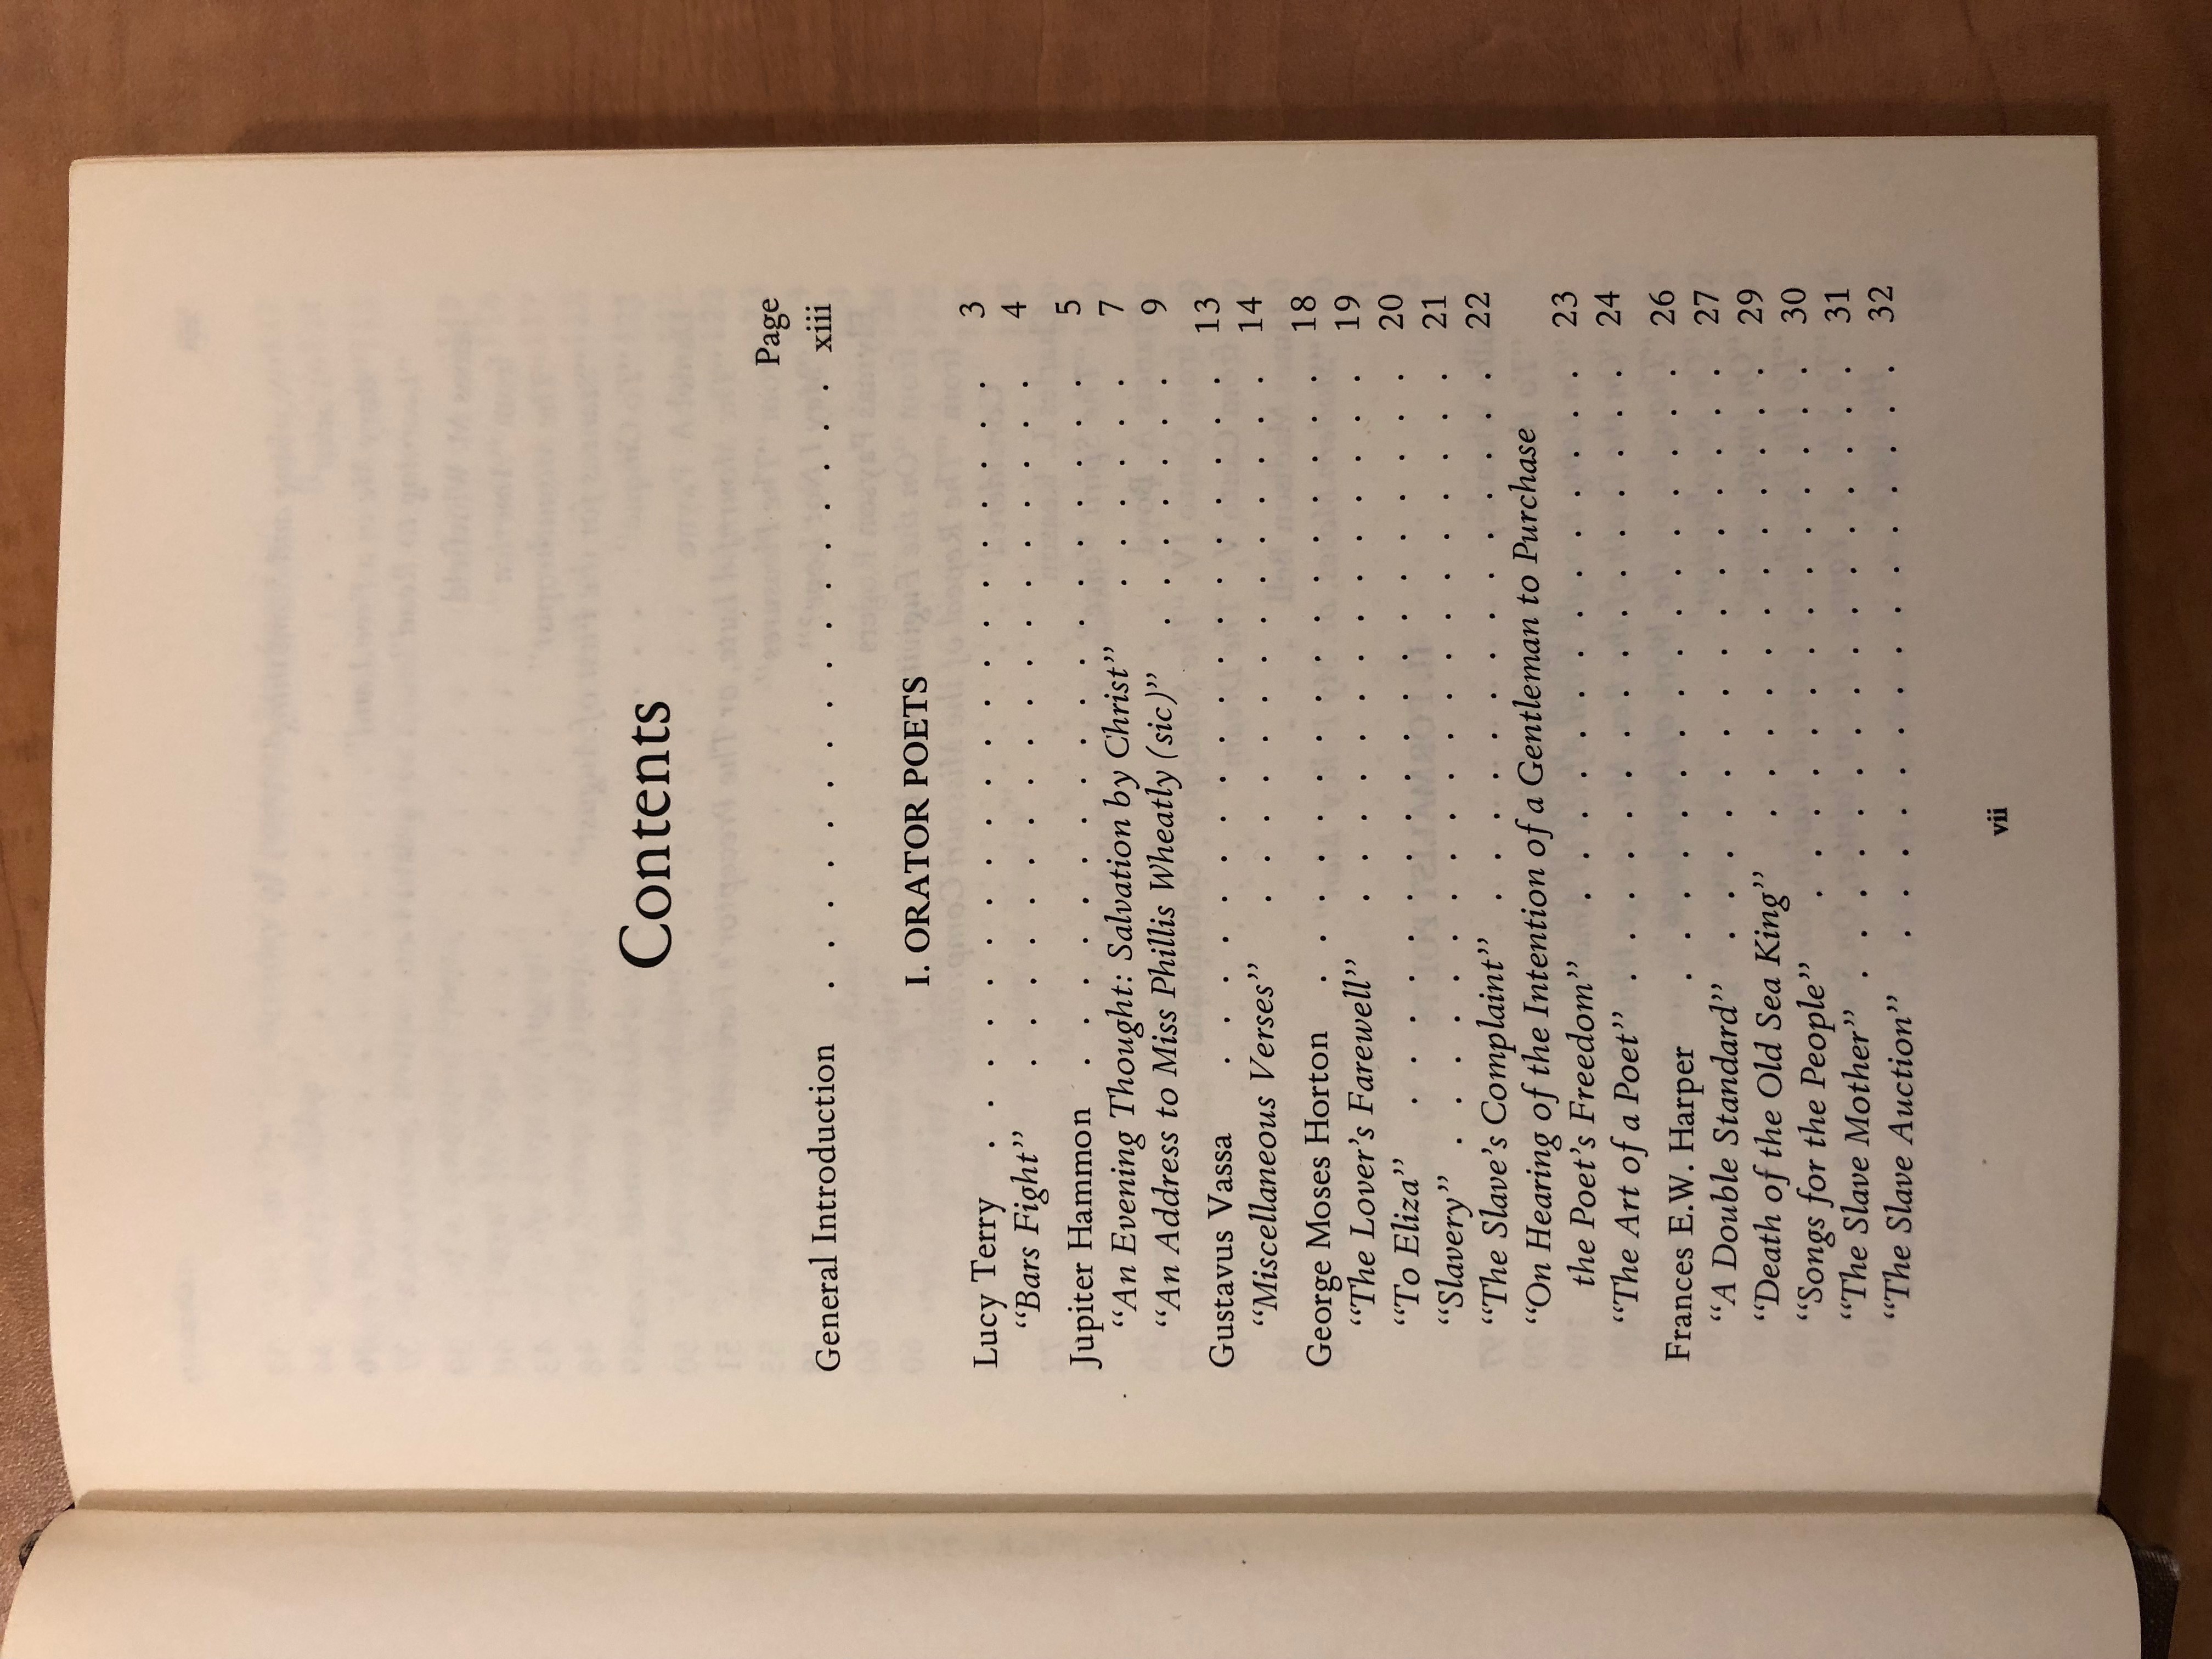 Contents
Page
General Introduction . . . . . . . . . . . . . . . . xiii
I. ORATOR POETS
Lucy Terry . . . . . . . . . . . . . . . . . . . . 3
“Bars Fight” . . . . . . . . . . . . . . . . . . 4
Jupiter Hammon . . . . . . . . . . . . . . . . . . 5
“An Evening Thought: Salvation by Christ” . . . . . . 7
“An Address to Miss Phillis Wheatly (sic)” . . . . . . . 9
Gustavus Vassa . . . . . . . . . . . . . . . . . . 13
“Miscellaneous Verses” . . . . . . . . . . . . . . 14
George Moses Horton . . . . . . . . . . . . . . . . 18
“The Lover’s Farewell” . . . . . . . . . . . . . . 19
“To Eliza” . . . . . . . . . . . . . . . . . . . 20
“Slavery” . . . . . . . . . . . . . . . . . . . . 21
“The Slave’s Complaint” . . . . . . . . . . . . . . 22
“On Hearing of the Intention of a Gentleman to Purchase
the Poet’s Freedom” . . . . . . . . . . . . . . 23
“The Art of a Poet” . . . . . . . . . . . . . . . . 24
Frances E.W. Harper . . . . . . . . . . . . . . . . 26
“A Double Standard” . . . . . . . . . . . . . . . 27
“Death of the Old Sea King” . . . . . . . . . . . . 29
“Songs for the People” . . . . . . . . . . . . . . 30
“The Slave Mother” . . . . . . . . . . . . . . . . 31
“The Slave Auction” . . . . . . . . . . . . . . . 32
vii